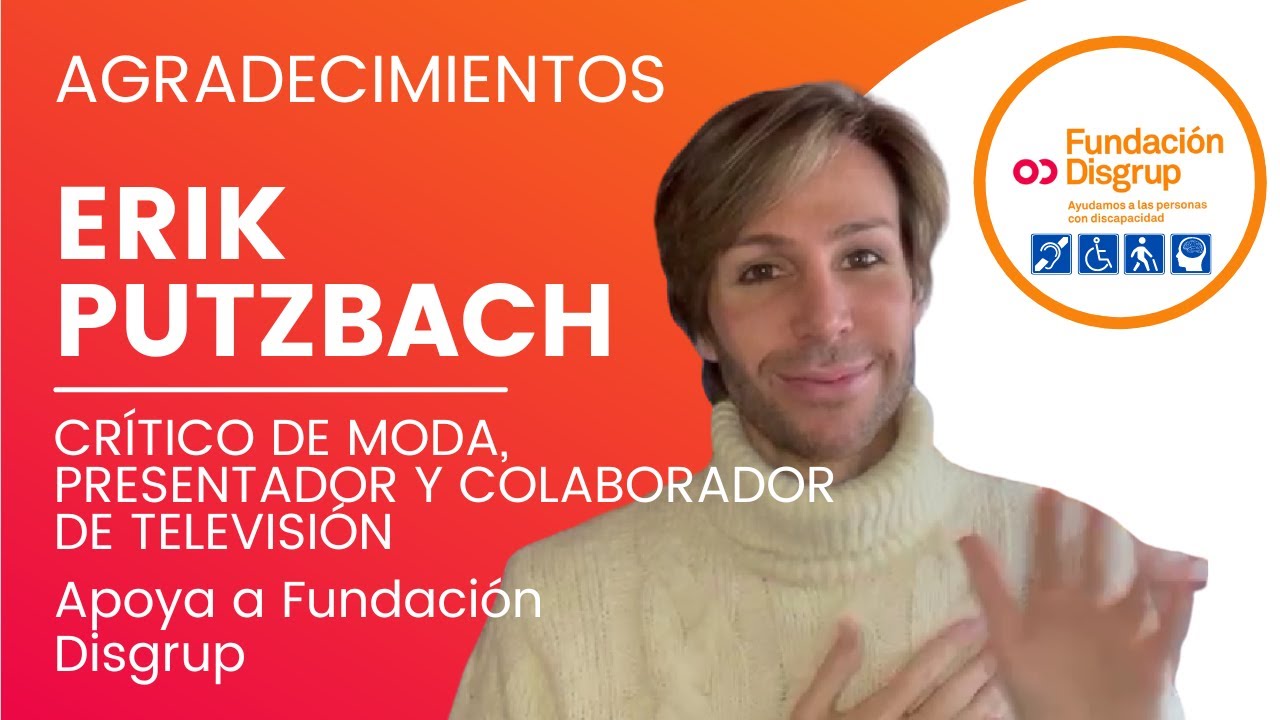 AGRADECIMIENTOS
ERIK
PUTZBACH
CRÍTICO DE MODA,
PRESENTADOR Y COLABORADOR
DE TELEVISIÓN
Apoya a Fundación
Disgrup
Fundación
Disgrup
Ayudamos a las personas
con discapacidad